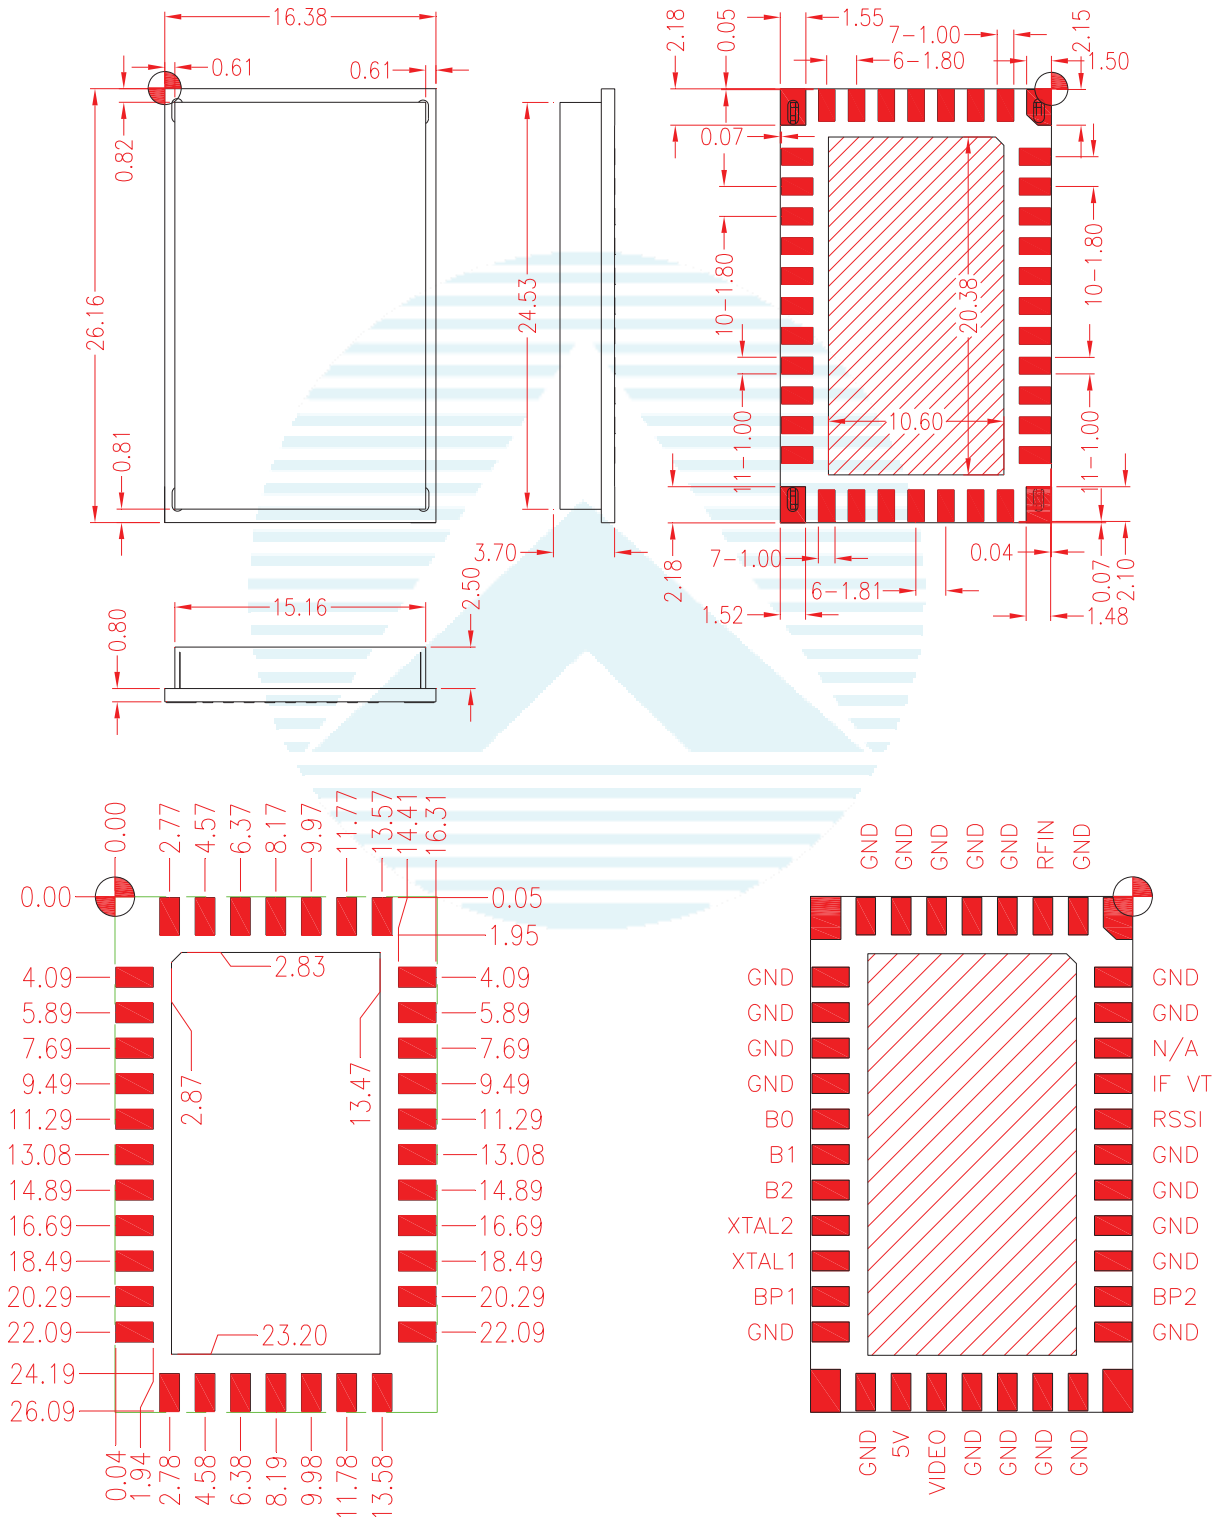 16.38
0.61
0.61
0.82
26.16
0.81
24.53
3.70
15.16
2.50
0.80
2.18
0.05
1.55
7-1.00
6-1.80
2.15
1.50
0.07
10-1.80
11-1.00
20.38
10.60
10-1.80
11-1.00
7-1.00
6-1.81
2.18
1.52
0.04
0.07
2.10
1.48
0.00
2.77
4.57
6.37
8.17
9.97
11.77
13.57
14.41
16.31
0.00
0.05
1.95
2.83
4.09
4.09
5.89
5.89
7.69
7.69
2.87
13.47
9.49
9.49
11.29
11.29
13.08
13.08
14.89
14.89
16.69
16.69
18.49
18.49
20.29
20.29
22.09
22.09
23.20
24.19
26.09
0.04
1.94
2.78
4.58
6.38
8.19
9.98
11.78
13.58
GND
GND
GND
GND
GND
RFIN
GND
GND
GND
GND
GND
GND
N/A
GND
IF VT
B0
RSSI
B1
GND
B2
GND
XTAL2
GND
XTAL1
GND
BP1
BP2
GND
GND
GND
5V
VIDEO
GND
GND
GND
GND